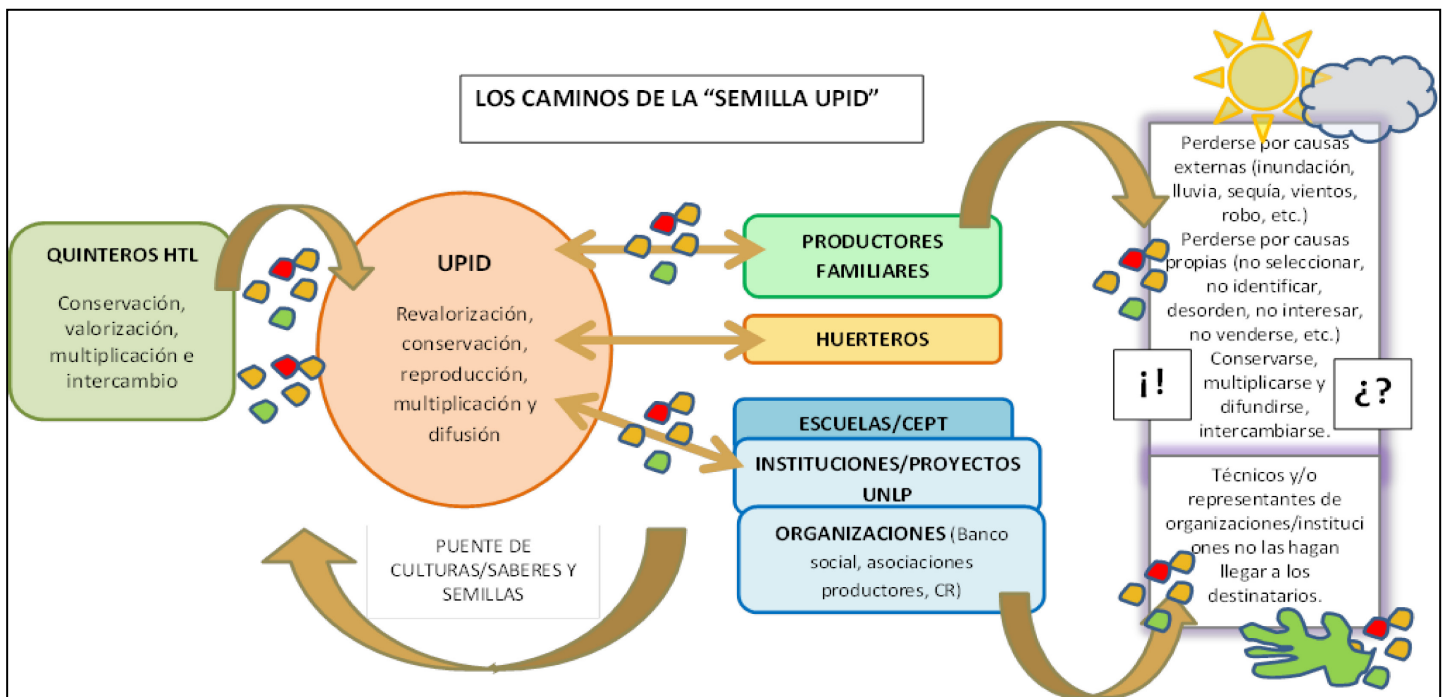 LOS CAMINOS DE LA “SEMILLA UPID”
QUINTEROS HTL
Conservación,
valorización,
multiplicación e
intercambio
UPID
Revalorización,
conservación,
reproducción,
multiplicación y
difusión
PUENTE DE
CULTURAS/SABERES Y
SEMILLAS
PRODUCTORES
FAMILIARES
HUERTEROS
ESCUELAS/CEPT
INSTITUCIONES/PROYECTOS
UNLP
ORGANIZACIONES (Banco
social, asociaciones
productores, CR)
Perderse por causas
externas (inundación,
lluvia, sequía, vientos,
robo, etc.)
Perderse por causas
propias (no seleccionar,
no identificar,
desorden, no interesar,
no venderse, etc.)
Conservarse,
multiplicarse y
difundirse,
intercambiarse.
¡!
¿?
Técnicos y/o
representantes de
organizaciones/instituci
ones no las hagan
llegar a los
destinatarios.